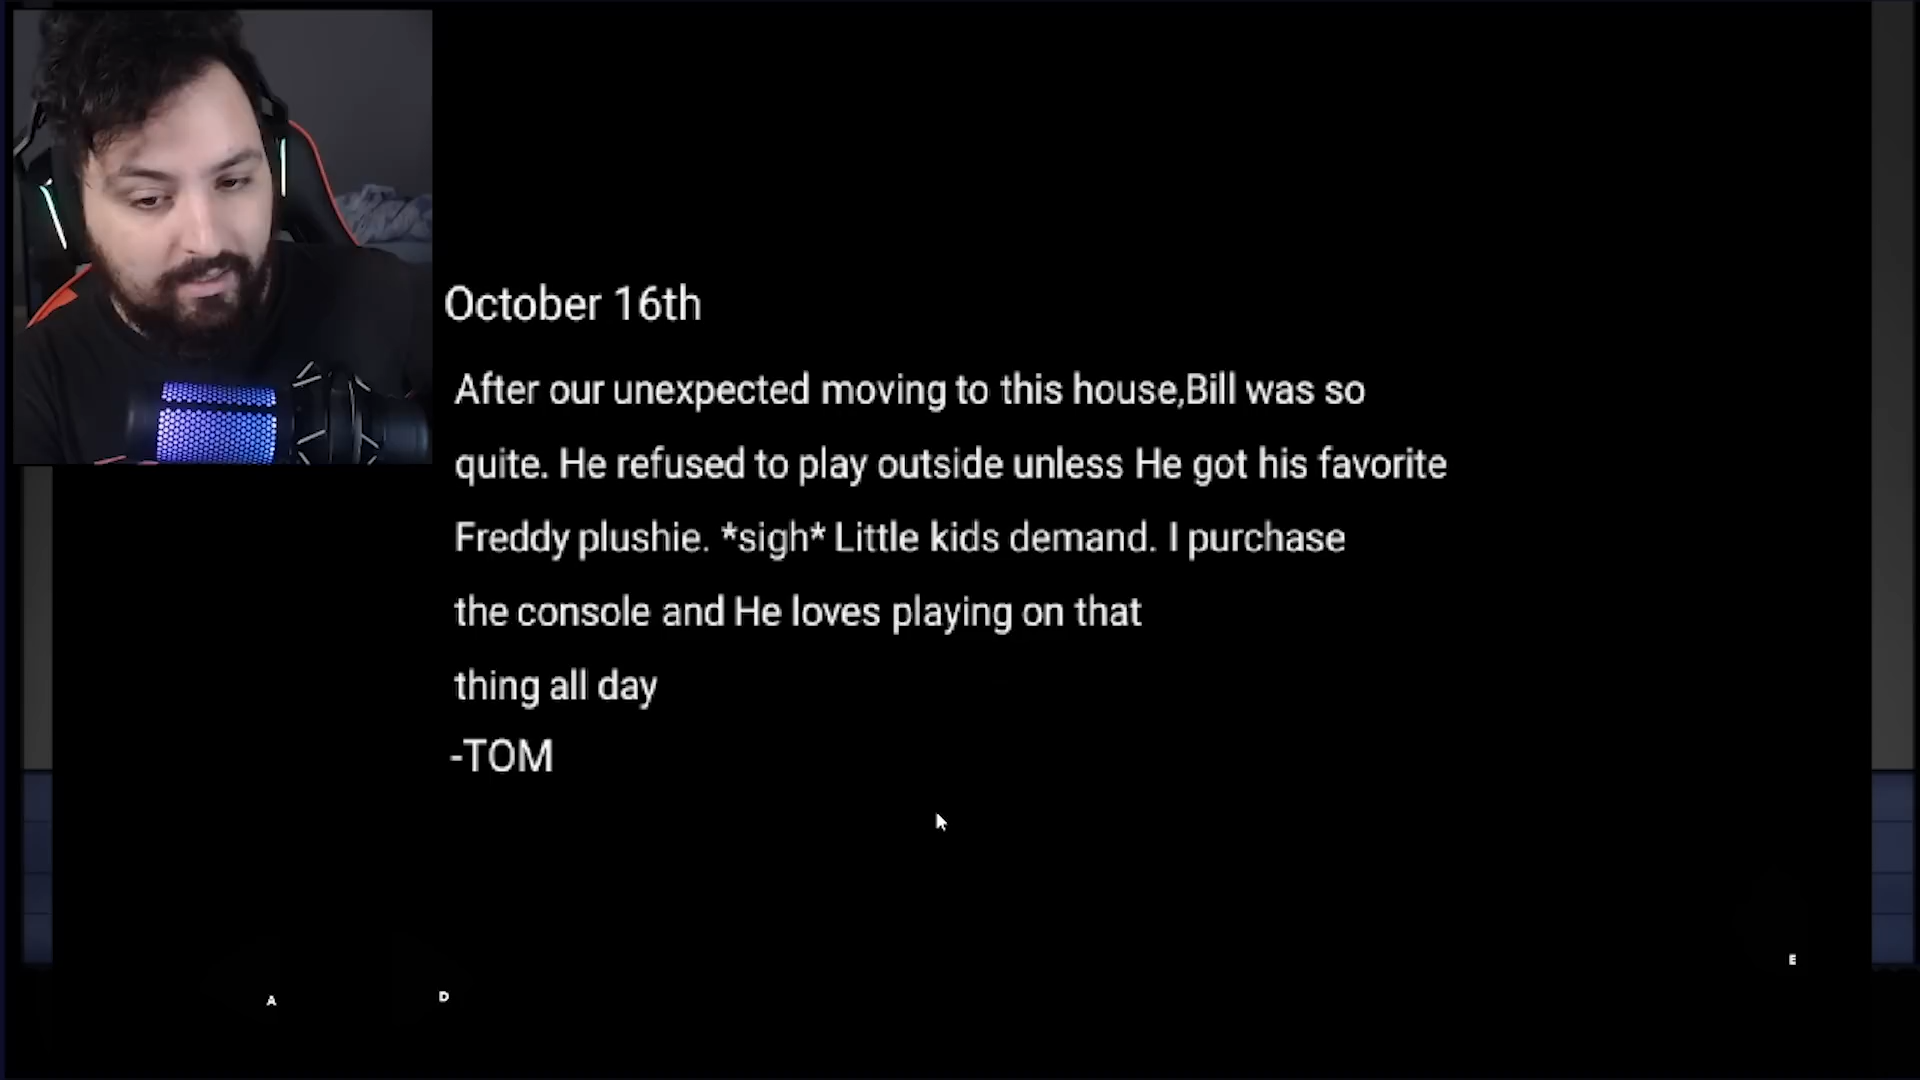 October 16th
After our unexpected moving to this house,Bill was so
quite. He refused to play outside unless He got his favorite
Freddy plushie. *sigh* Little kids demand. I purchase
the console and He loves playing on that
thing all day
-TOM
A
D
E